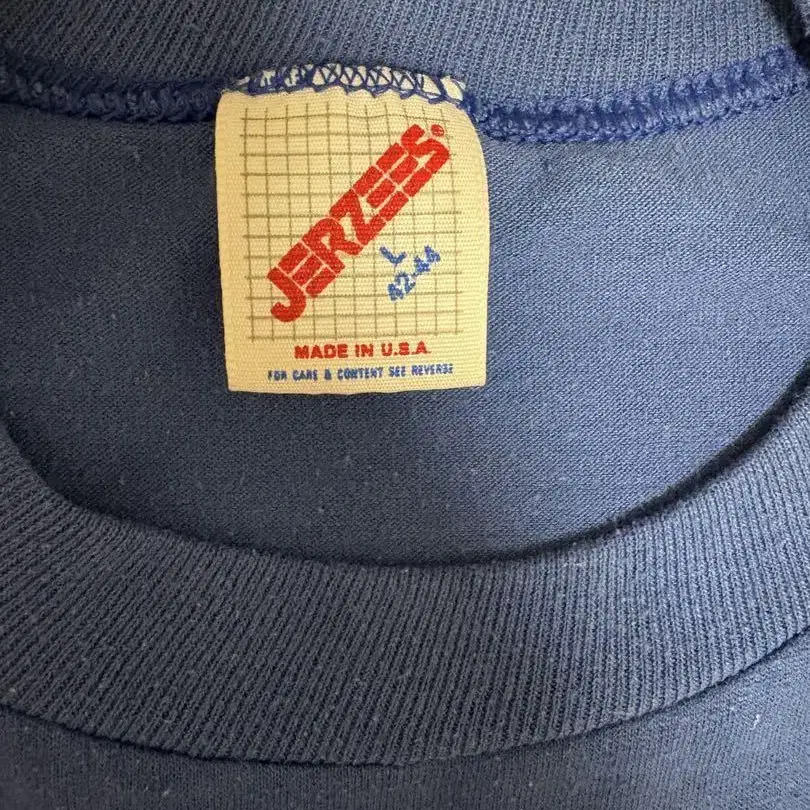 JERZEES®
L
42-44
MADE IN U.S.A.
FOR CARE & CONTENT SEE REVERSE